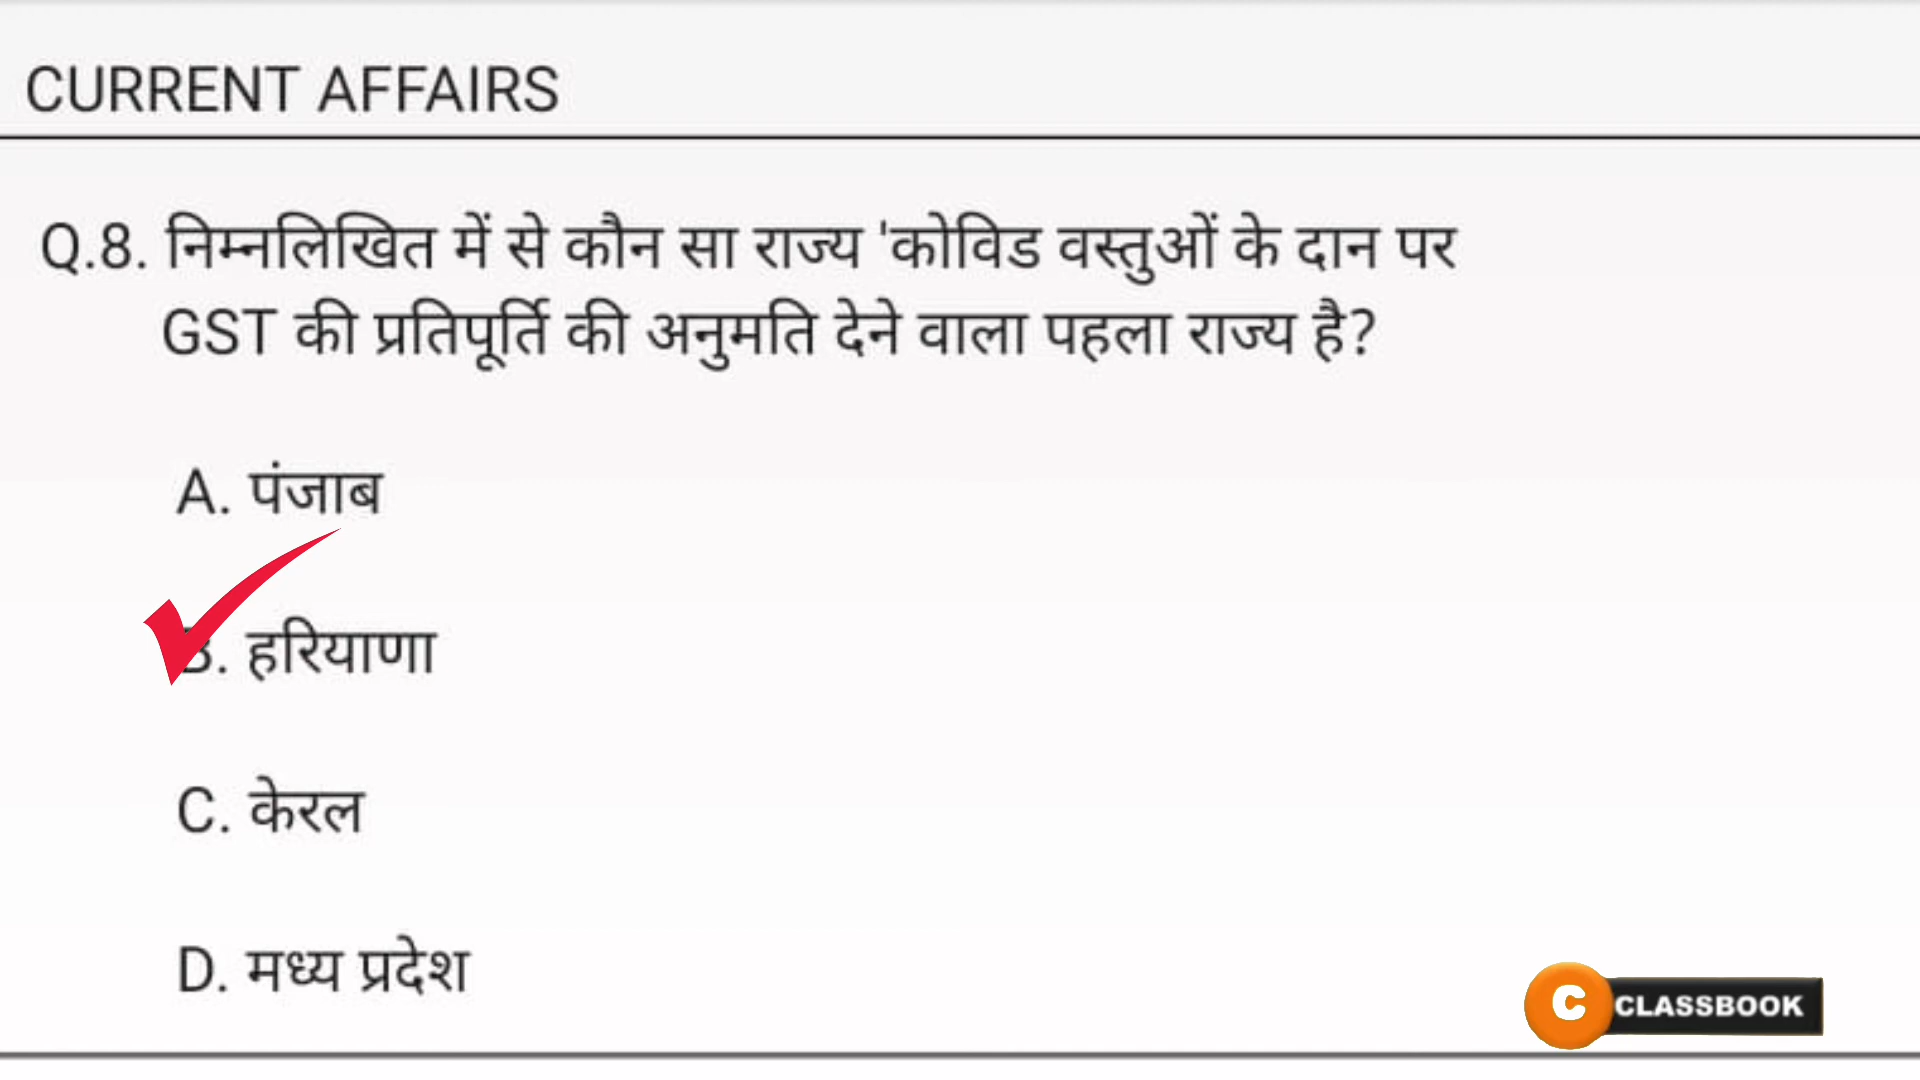 CURRENT AFFAIRS
Q.8. निम्नलिखित में से कौन सा राज्य 'कोविड वस्तुओं के दान पर
GST की प्रतिपूर्ति की अनुमति देने वाला पहला राज्य है?
A. पंजाब
B. हरियाणा
C. केरल
D. मध्य प्रदेश
C CLASSBOOK